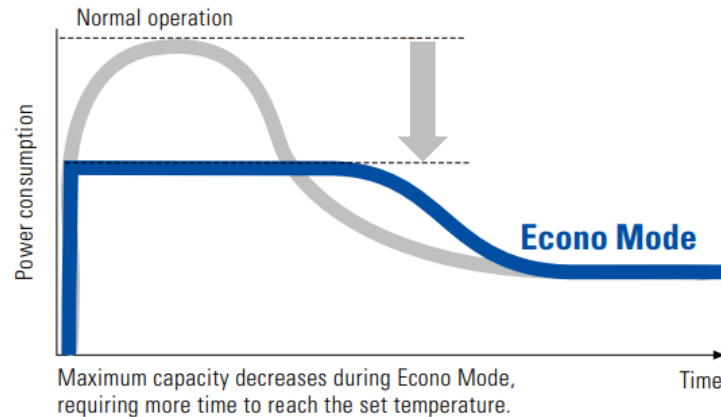 Normal operation
Power consumption
Econo Mode
Time
Maximum capacity decreases during Econo Mode,
requiring more time to reach the set temperature.